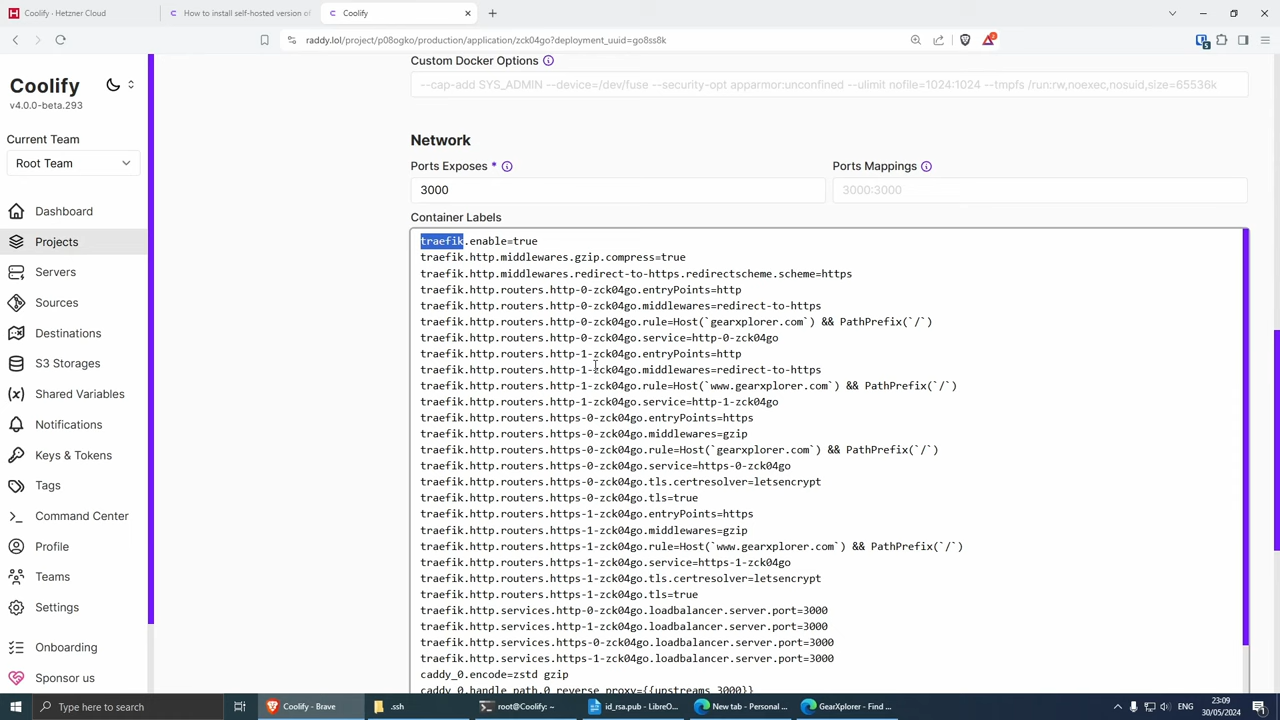 Coolify · Hetzner Cloud
How to install self-hosted version of
Coolify
raddy.lol/project/p08ogko/production/application/zck04go?deployment_uuid=go8ss8k
Coolify
v4.0.0-beta.293
Current Team
Root Team
Dashboard
Projects
Servers
Sources
Destinations
S3 Storages
Shared Variables
Notifications
Keys & Tokens
Tags
Command Center
Profile
Teams
Settings
Onboarding
Sponsor us
Custom Docker Options
--cap-add SYS_ADMIN --device=/dev/fuse --security-opt apparmor:unconfined --ulimit nofile=1024:1024 --tmpfs /run:rw,noexec,nosuid,size=65536k
Network
Ports Exposes *
3000
Ports Mappings
3000:3000
Container Labels
traefik.enable=true
traefik.http.middlewares.gzip.compress=true
traefik.http.middlewares.redirect-to-https.redirectscheme.scheme=https
traefik.http.routers.http-0-zck04go.entryPoints=http
traefik.http.routers.http-0-zck04go.middlewares=redirect-to-https
traefik.http.routers.http-0-zck04go.rule=Host(`gearxplorer.com`) && PathPrefix(`/`)
traefik.http.routers.http-0-zck04go.service=http-0-zck04go
traefik.http.routers.http-1-zck04go.entryPoints=http
traefik.http.routers.http-1-zck04go.middlewares=redirect-to-https
traefik.http.routers.http-1-zck04go.rule=Host(`www.gearxplorer.com`) && PathPrefix(`/`)
traefik.http.routers.http-1-zck04go.service=http-1-zck04go
traefik.http.routers.https-0-zck04go.entryPoints=https
traefik.http.routers.https-0-zck04go.middlewares=gzip
traefik.http.routers.https-0-zck04go.rule=Host(`gearxplorer.com`) && PathPrefix(`/`)
traefik.http.routers.https-0-zck04go.service=https-0-zck04go
traefik.http.routers.https-0-zck04go.tls.certresolver=letsencrypt
traefik.http.routers.https-0-zck04go.tls=true
traefik.http.routers.https-1-zck04go.entryPoints=https
traefik.http.routers.https-1-zck04go.middlewares=gzip
traefik.http.routers.https-1-zck04go.rule=Host(`www.gearxplorer.com`) && PathPrefix(`/`)
traefik.http.routers.https-1-zck04go.service=https-1-zck04go
traefik.http.routers.https-1-zck04go.tls.certresolver=letsencrypt
traefik.http.routers.https-1-zck04go.tls=true
traefik.http.services.http-0-zck04go.loadbalancer.server.port=3000
traefik.http.services.http-1-zck04go.loadbalancer.server.port=3000
traefik.http.services.https-0-zck04go.loadbalancer.server.port=3000
traefik.http.services.https-1-zck04go.loadbalancer.server.port=3000
caddy_0.encode=zstd gzip
caddy_0.handle_path.0_reverse_proxy={{upstreams 3000}}
Type here to search
Coolify - Brave
.ssh
root@Coolify: ~
id_rsa.pub - LibreO...
New tab - Personal ...
GearXplorer - Find ...
23:09
30/05/2024